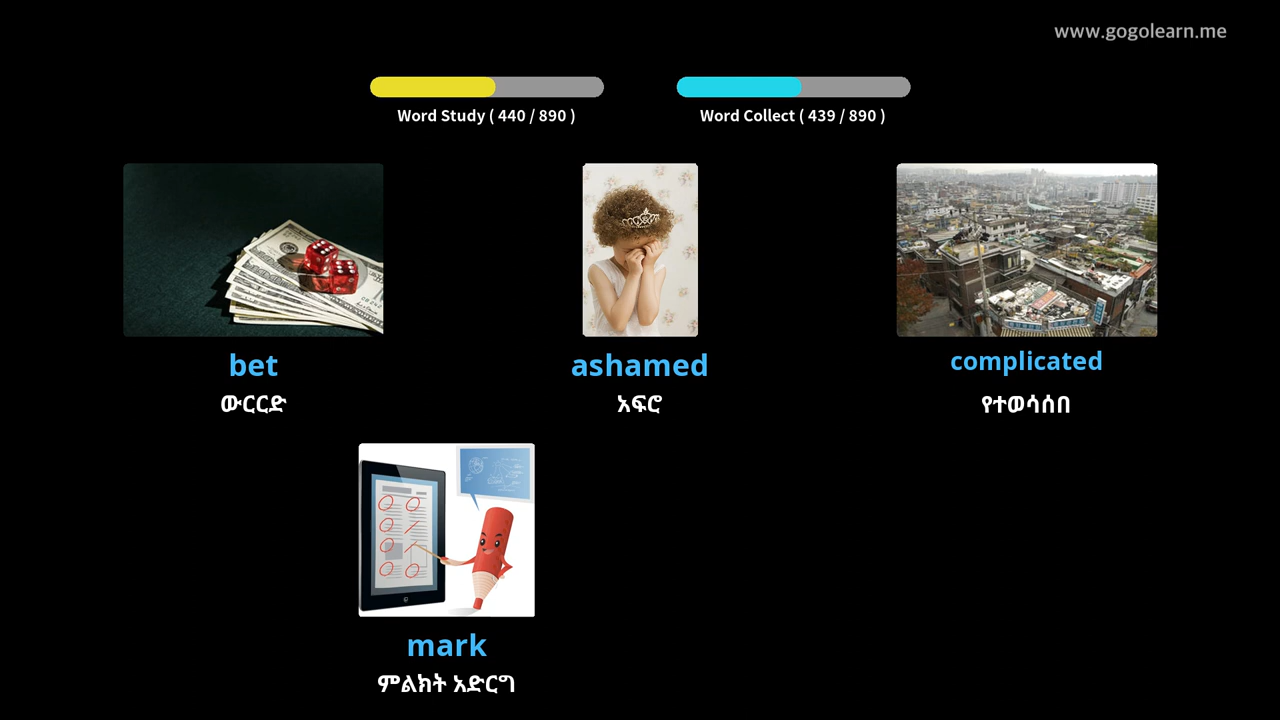 www.gogolearn.me
Word Study ( 440 / 890 )
Word Collect ( 439 / 890 )
bet
ውርርድ
ashamed
አፍሮ
complicated
የተወሳሰበ
mark
ምልክት አድርግ